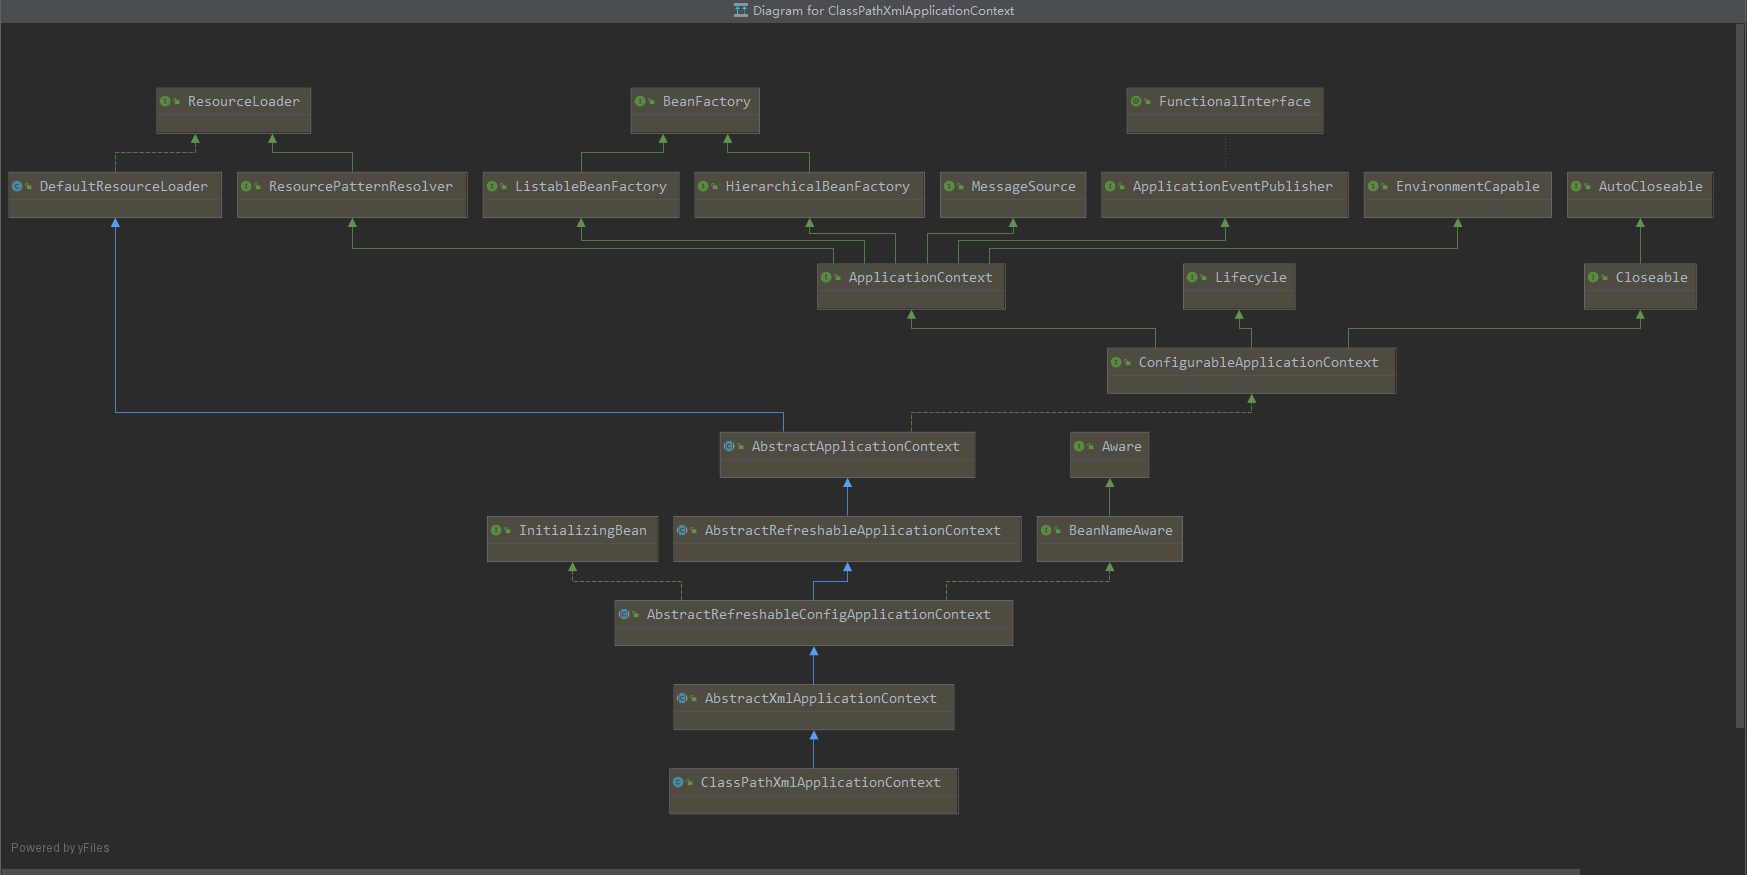 Diagram for ClassPathXmlApplicationContext
ResourceLoader
BeanFactory
FunctionalInterface
DefaultResourceLoader
ResourcePatternResolver
ListableBeanFactory
HierarchicalBeanFactory
MessageSource
ApplicationEventPublisher
EnvironmentCapable
AutoCloseable
ApplicationContext
Lifecycle
Closeable
ConfigurableApplicationContext
AbstractApplicationContext
Aware
InitializingBean
AbstractRefreshableApplicationContext
BeanNameAware
AbstractRefreshableConfigApplicationContext
AbstractXmlApplicationContext
ClassPathXmlApplicationContext
Powered by yFiles